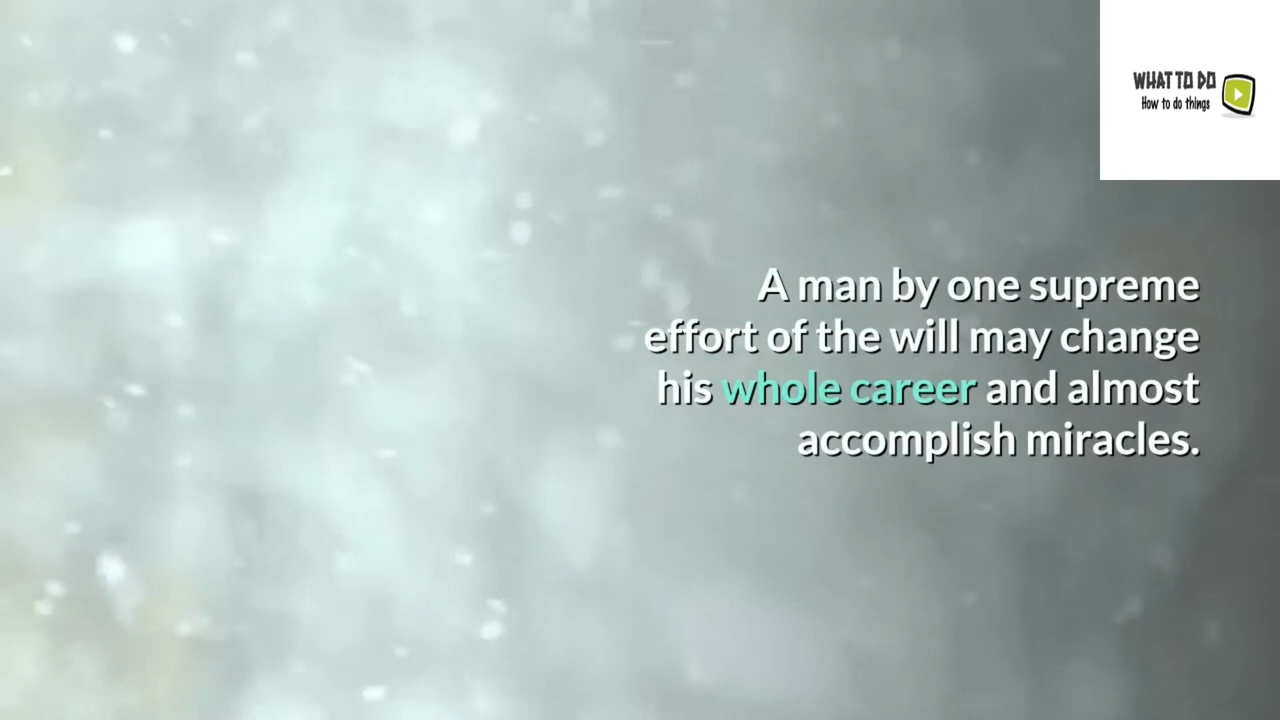 WHAT TO DO
How to do things
A man by one supreme
effort of the will may change
his whole career and almost
accomplish miracles.